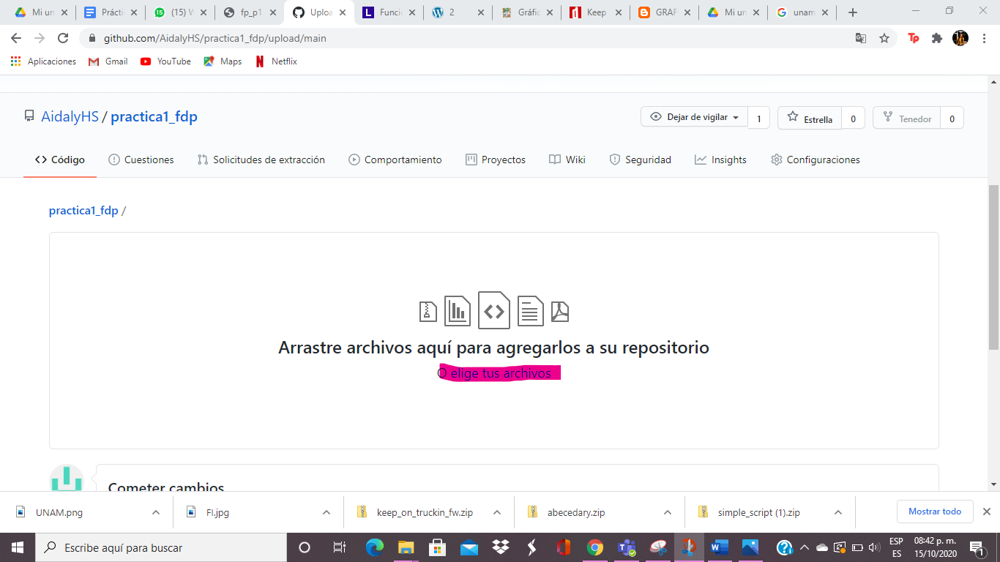 Mi un
Prácti
(15) W
fp_p1
Uploa
Funcio
2
Gráfic
Keep
GRAF
Mi un
unam
github.com/AidalyHS/practica1_fdp/upload/main
Aplicaciones
Gmail
YouTube
Maps
Netflix
AidalyHS / practica1_fdp
Dejar de vigilar 1
Estrella 0
Tenedor 0
Código
Cuestiones
Solicitudes de extracción
Comportamiento
Proyectos
Wiki
Seguridad
Insights
Configuraciones
practica1_fdp /
Arrastre archivos aquí para agregarlos a su repositorio
O elige tus archivos
Cometer cambios
UNAM.png
FI.jpg
keep_on_truckin_fw.zip
abecedary.zip
simple_script (1).zip
Mostrar todo
Escribe aquí para buscar
ESP
ES
08:42 p. m.
15/10/2020
1